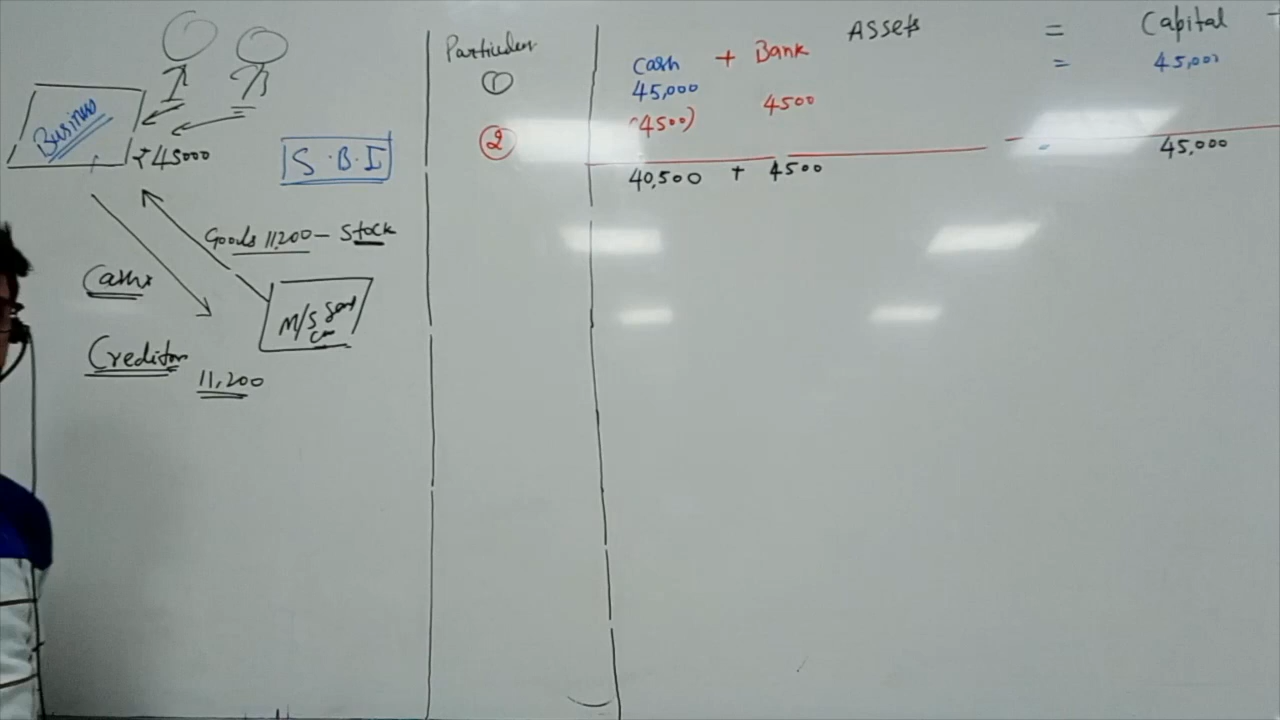 Business
₹45000
S.B.I
Goods 11,200 - Stock
Cash x
M/S
Creditor
11,200
Particulars
①
②
Assets = Capital +
Cash + Bank = 45,000
45,000
(4500) 4500
40,500 + 4500 45,000